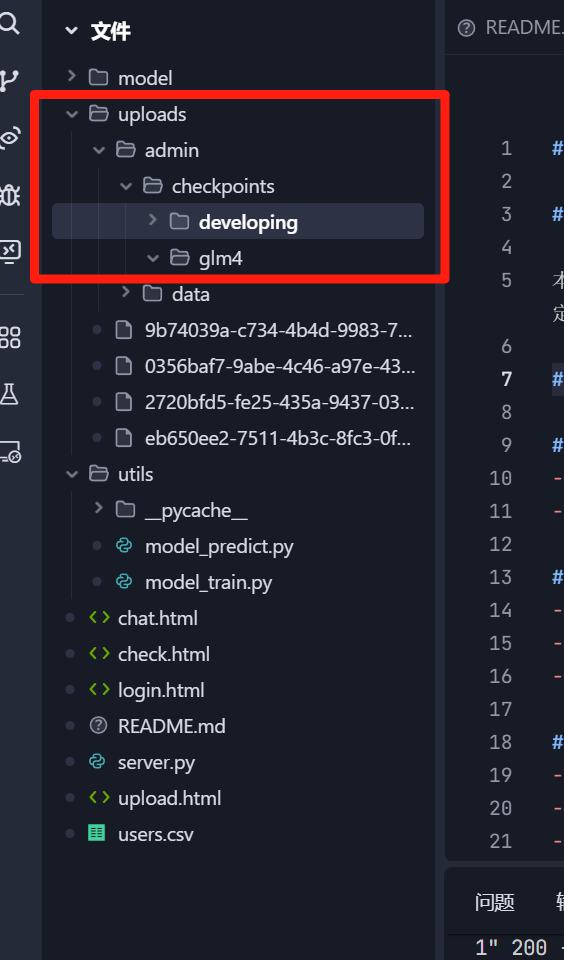 文件
README.
model
uploads
admin
checkpoints
developing
glm4
data
9b74039a-c734-4b4d-9983-7...
0356baf7-9abe-4c46-a97e-43...
2720bfd5-fe25-435a-9437-03...
eb650ee2-7511-4b3c-8fc3-0f...
utils
__pycache__
model_predict.py
model_train.py
chat.html
check.html
login.html
README.md
server.py
upload.html
users.csv
1 #
2
3 #
4
5 本
定
6
7 #
8
9 #
10 -
11 -
12
13 #
14 -
15 -
16 -
17
18 #
19 -
20 -
21 -
问题
1" 200 -